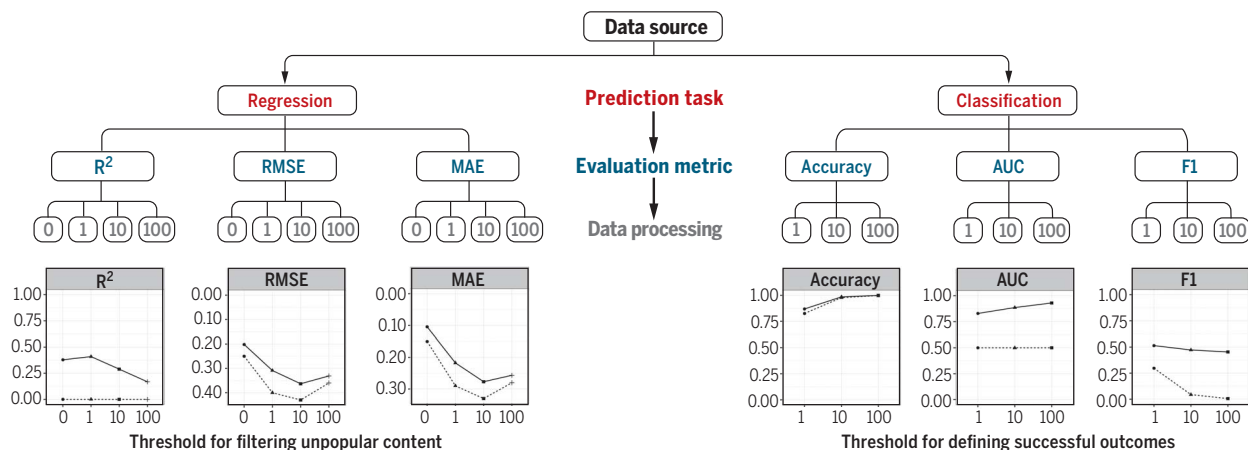 Data source
Regression Prediction task Classification
R² RMSE MAE Evaluation metric Accuracy AUC F1
0 1 10 100 0 1 10 100 0 1 10 100 Data processing 1 10 100 1 10 100 1 10 100
R²
1.00
0.75
0.50
0.25
0.00
0 1 10 100
RMSE
0.00
0.10
0.20
0.30
0.40
0 1 10 100
MAE
0.00
0.10
0.20
0.30
0 1 10 100
Threshold for filtering unpopular content
Accuracy
1.00
0.75
0.50
0.25
0.00
1 10 100
AUC
1.00
0.75
0.50
0.25
0.00
1 10 100
F1
1.00
0.75
0.50
0.25
0.00
1 10 100
Threshold for defining successful outcomes